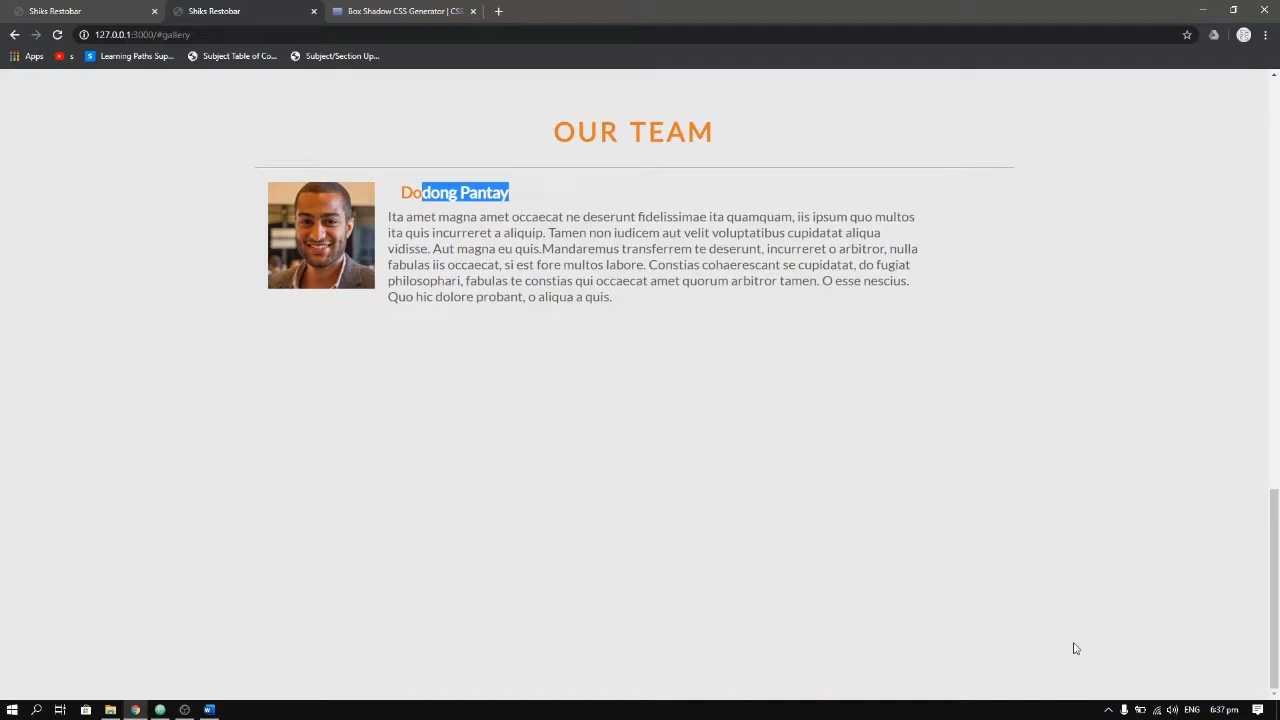 Shiks Restobar
Shiks Restobar
Box Shadow CSS Generator | CSS
127.0.0.1:3000/#gallery
Apps
s
Learning Paths Sup...
Subject Table of Co...
Subject/Section Up...
OUR TEAM
Dodong Pantay
Ita amet magna amet occaecat ne deserunt fidelissimae ita quamquam, iis ipsum quo multos
ita quis incurreret a aliquip. Tamen non iudicem aut velit voluptatibus cupidatat aliqua
vidisse. Aut magna eu quis.Mandaremus transferrem te deserunt, incurreret o arbitror, nulla
fabulas iis occaecat, si est fore multos labore. Constias cohaerescant se cupidatat, do fugiat
philosophari, fabulas te constias qui occaecat amet quorum arbitror tamen. O esse nescius.
Quo hic dolore probant, o aliqua a quis.
ENG
6:37 pm